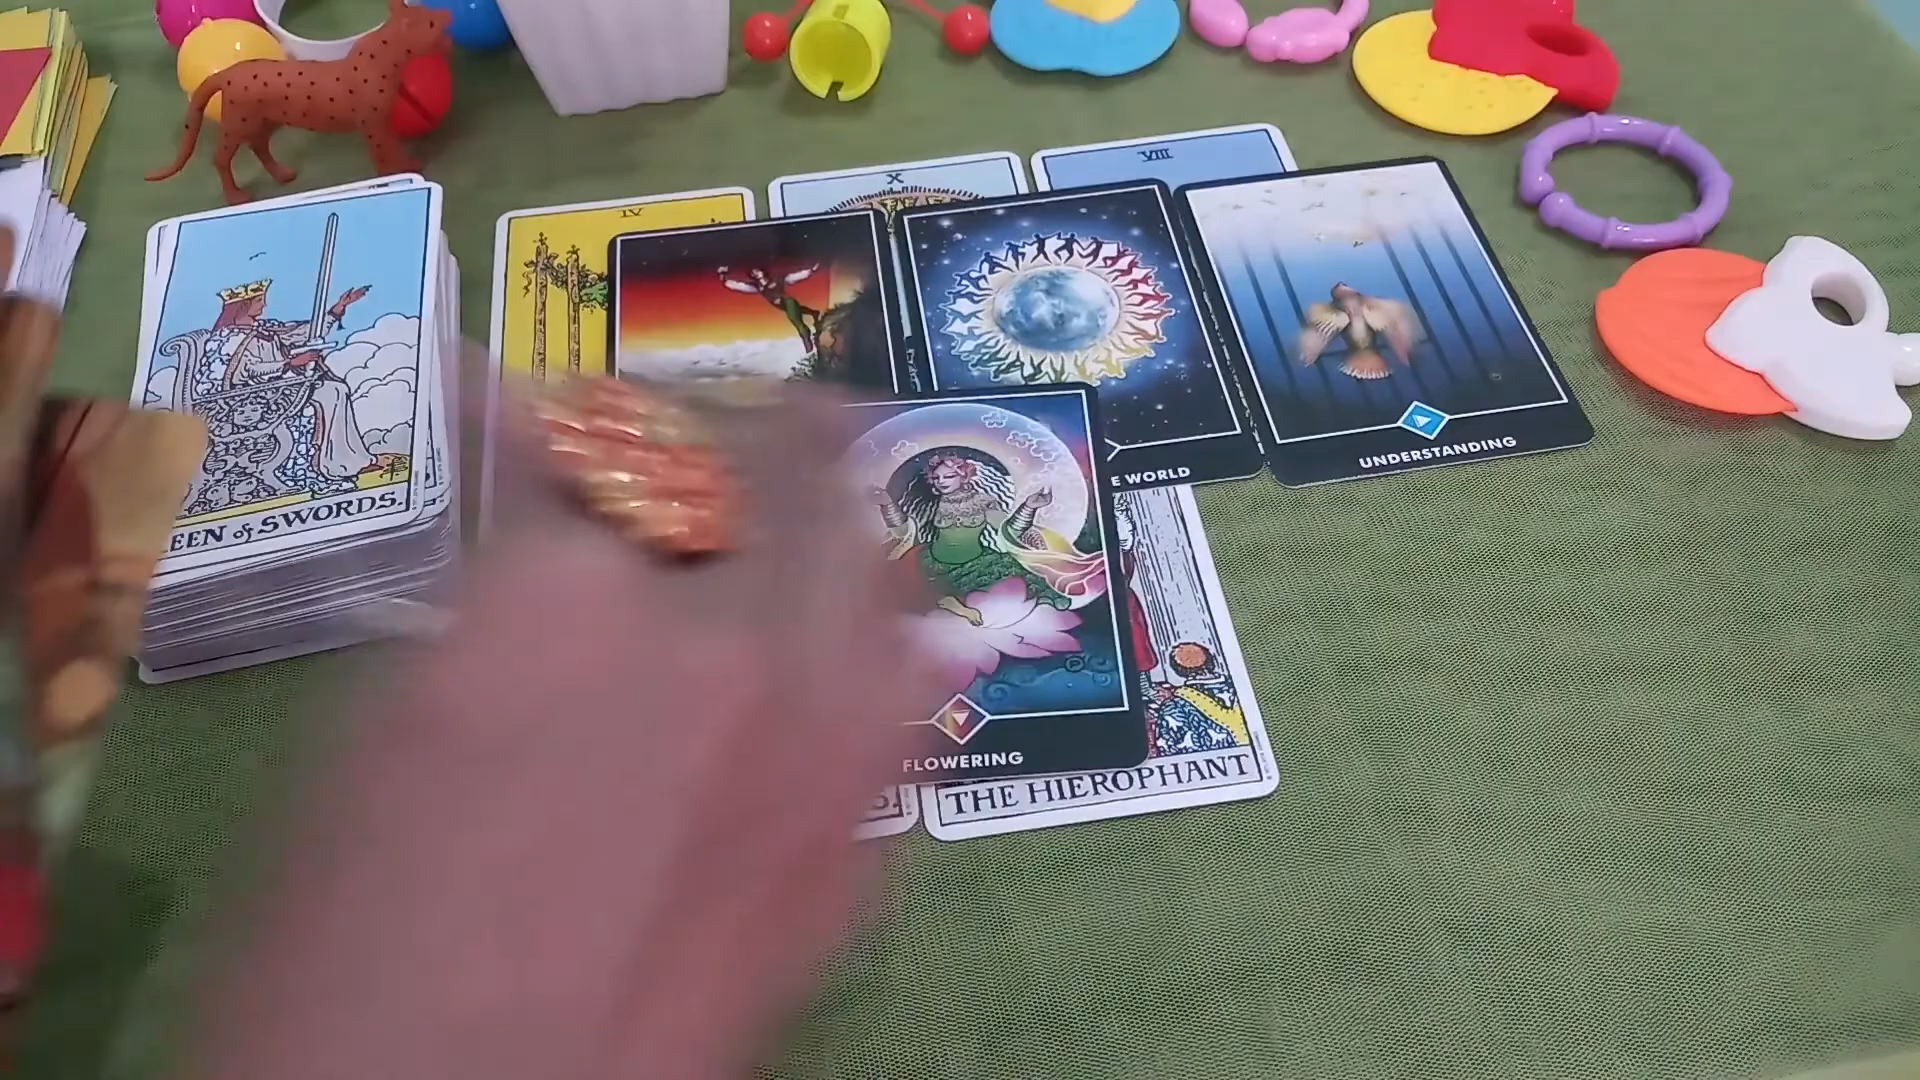 X
VIII
IV
UNDERSTANDING
E WORLD
EEN of SWORDS.
FLOWERING
S.
THE HIEROPHANT